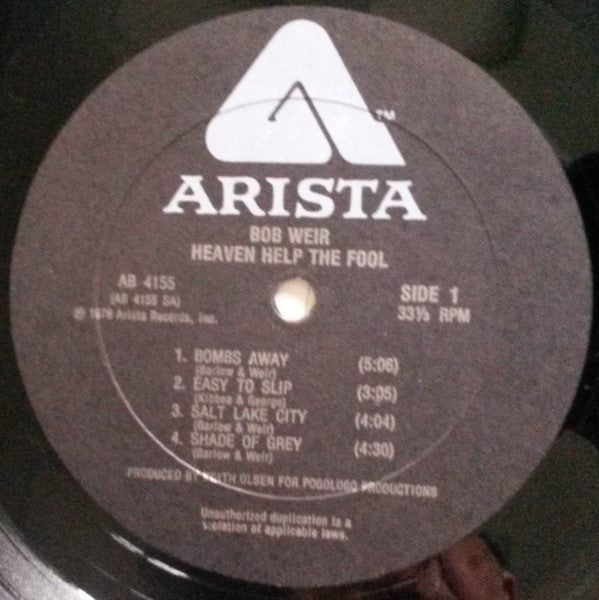 TM
ARISTA
BOB WEIR
HEAVEN HELP THE FOOL
AB 4155
(AB 4155 SA)
℗ 1978 Arista Records, Inc.
SIDE 1
33⅓ RPM
1. BOMBS AWAY (5:06)
(Barlow & Weir)
2. EASY TO SLIP (3:05)
(Kibbee & George)
3. SALT LAKE CITY (4:04)
(Barlow & Weir)
4. SHADE OF GREY (4:30)
(Barlow & Weir)
PRODUCED BY KEITH OLSEN FOR POGOLOGO PRODUCTIONS
Unauthorized duplication is a
violation of applicable laws.